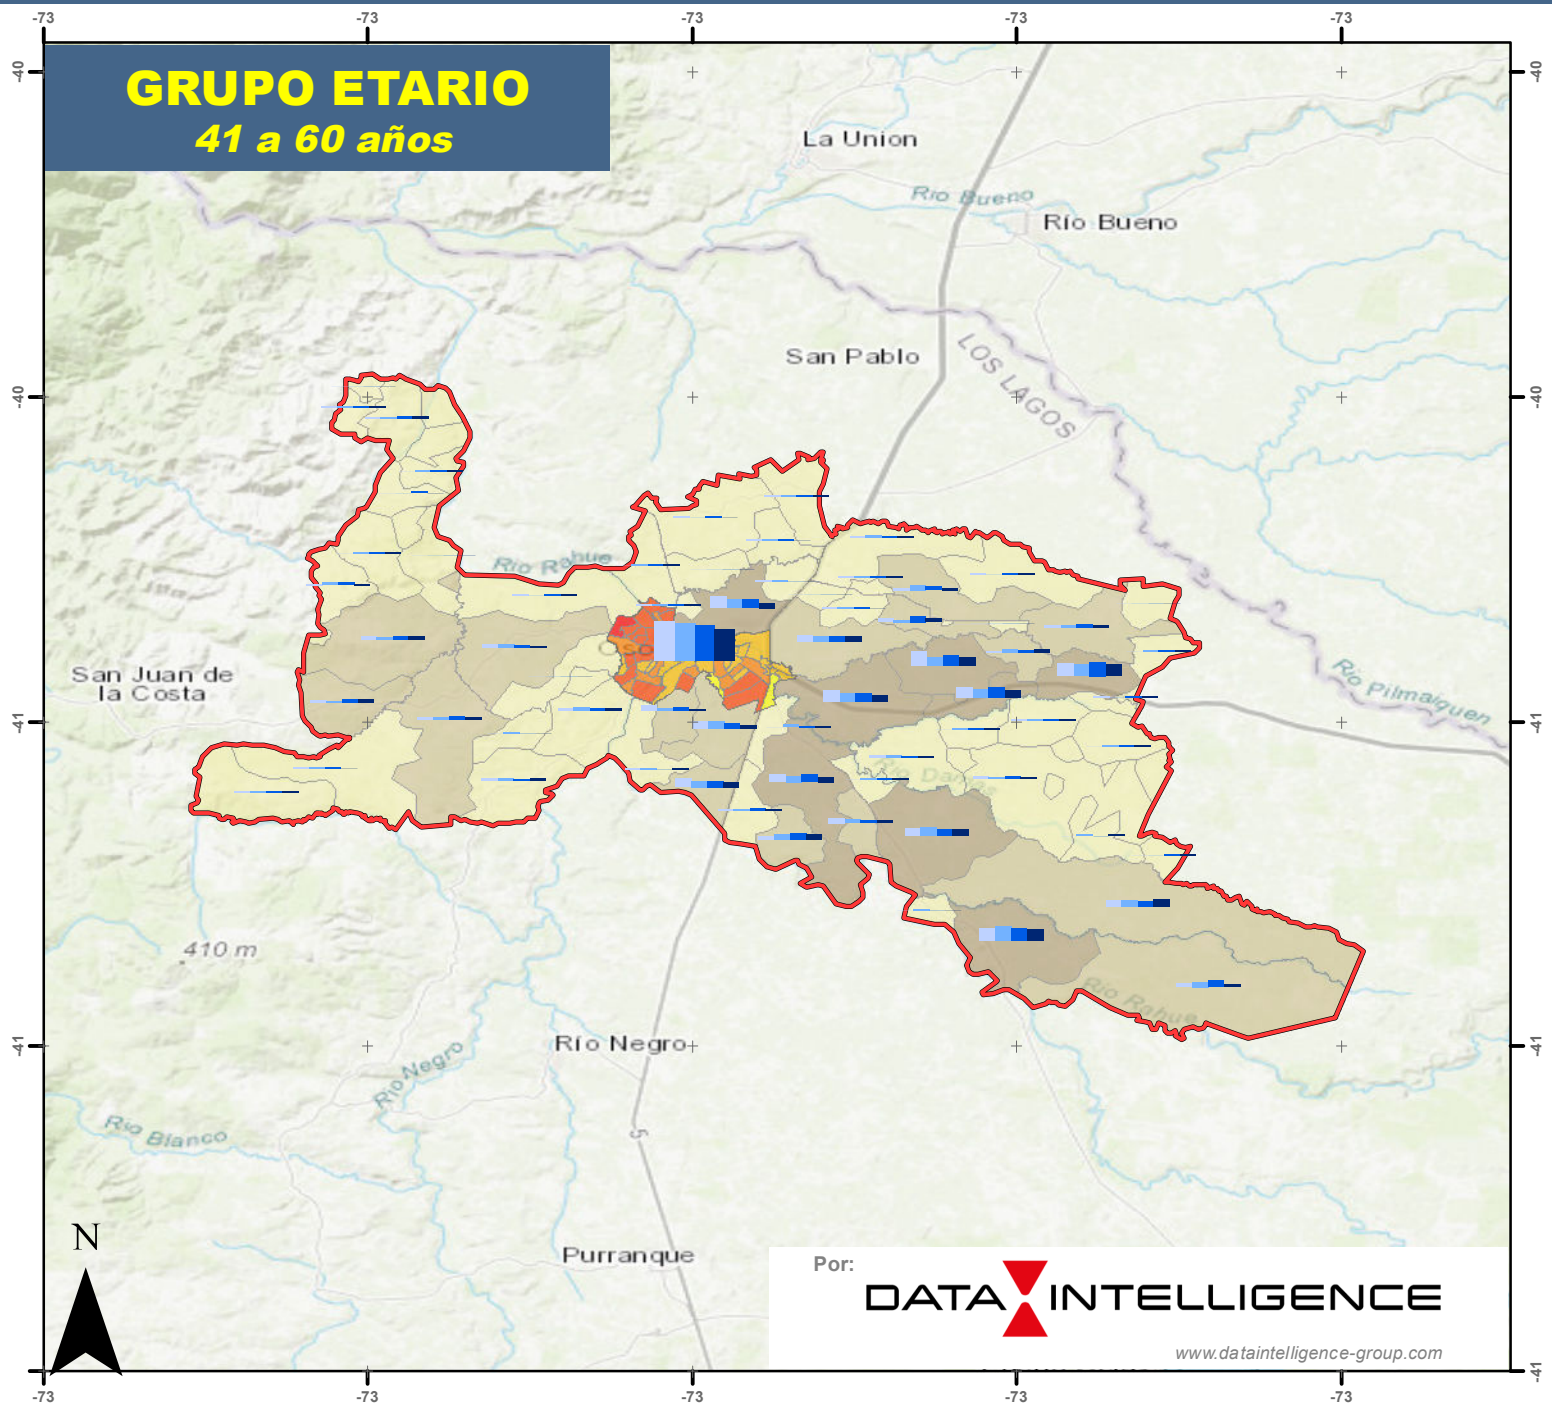 -73 -73 -73 -73 -73
-40
-40
GRUPO ETARIO
41 a 60 años
La Union
Rio Bueno
Río Bueno
San Pablo
LOS LAGOS
-40
-40
Rio Rahue
San Juan de
la Costa
Rio Pilmaiquen
-41
-41
Rio Damas
410 m
Rio Rahue
Río Negro
-41
-41
Rio Negro
Rio Blanco
5
N
Purranque
Por:
DATA INTELLIGENCE
www.dataintelligence-group.com
-41
-73 -73 -73 -73 -73